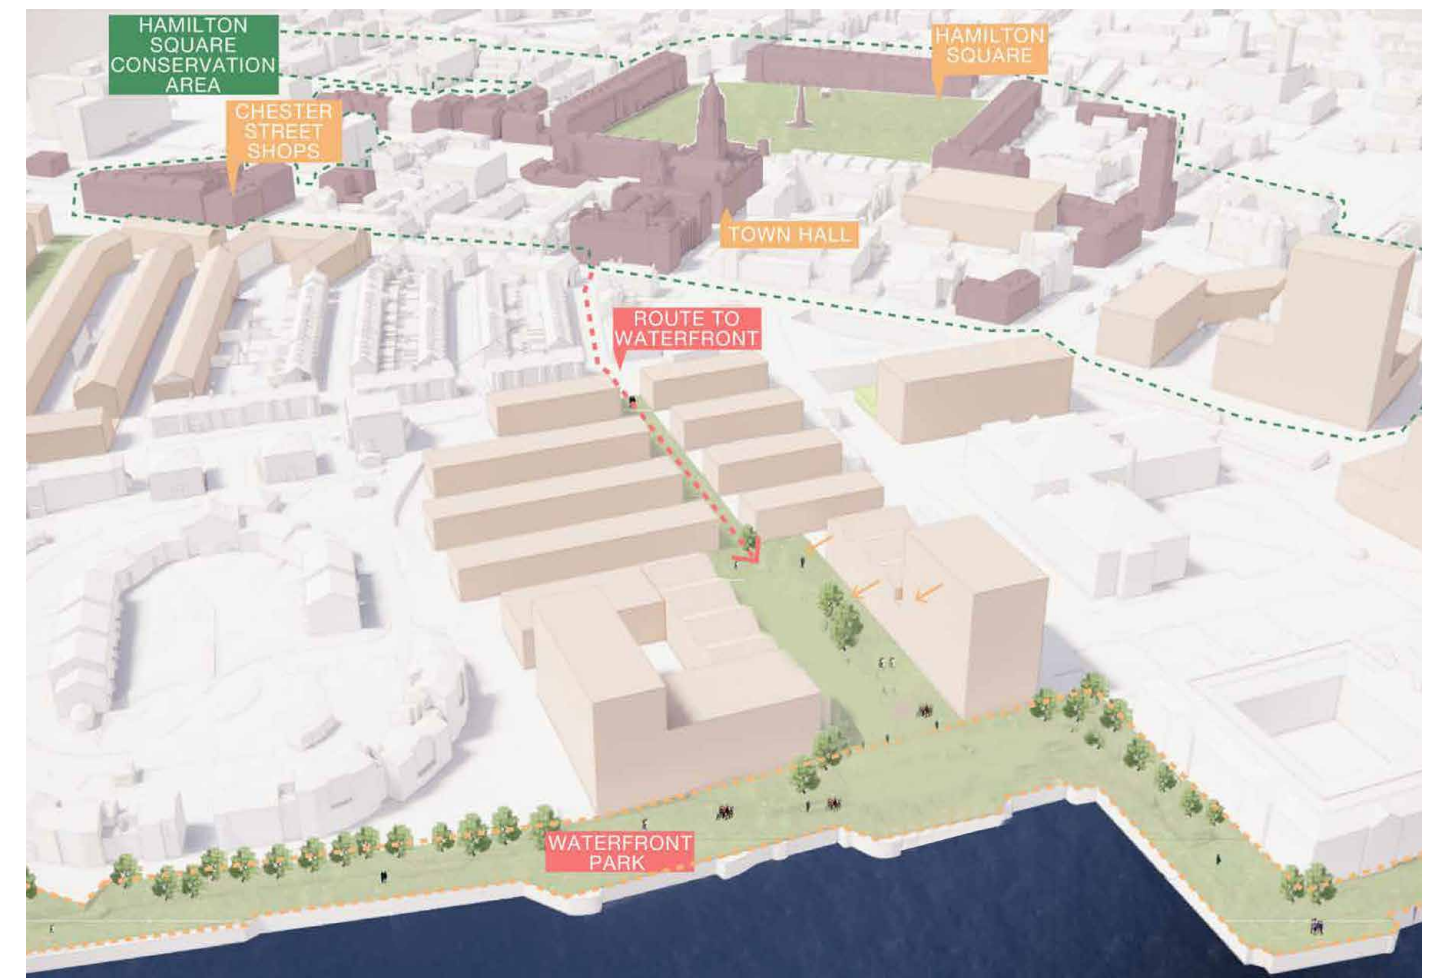 HAMILTON
SQUARE
CONSERVATION
AREA
HAMILTON
SQUARE
CHESTER
STREET
SHOPS
TOWN HALL
ROUTE TO
WATERFRONT
WATERFRONT
PARK